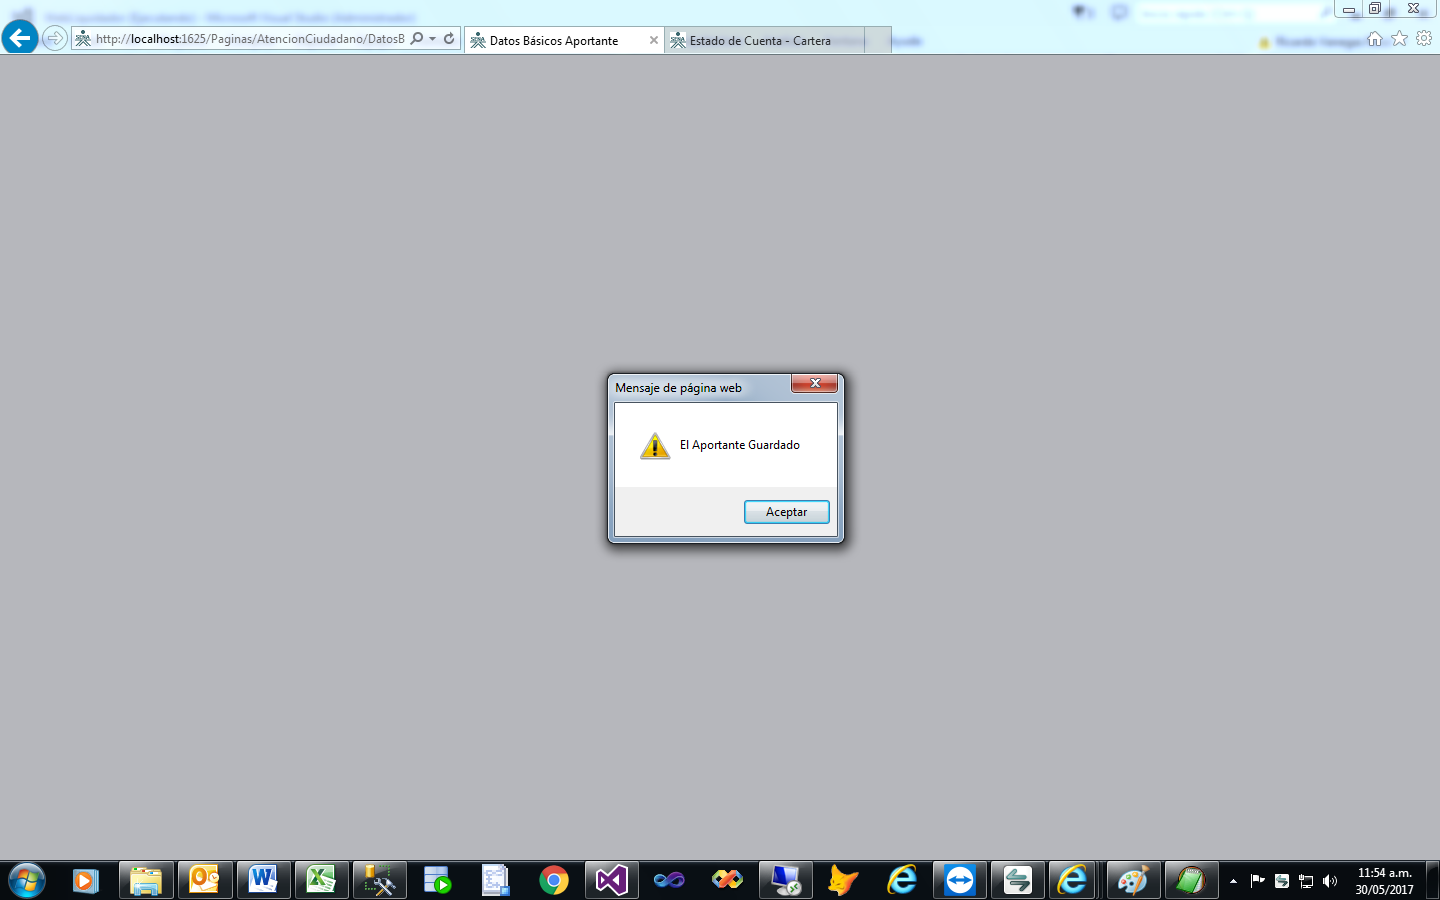 http://localhost:1625/Paginas/AtencionCiudadano/DatosB
Datos Básicos Aportante
Estado de Cuenta - Cartera
Mensaje de página web
El Aportante Guardado
Aceptar
11:54 a.m.
30/05/2017